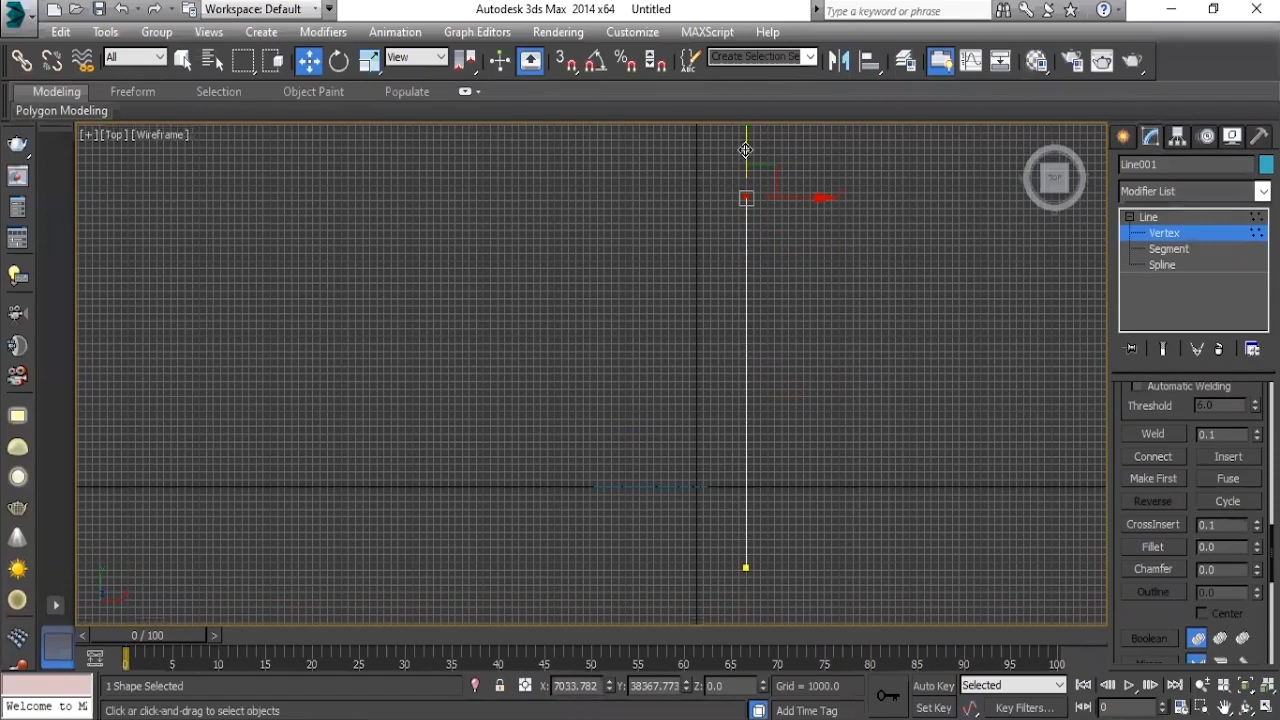 Workspace: Default
Autodesk 3ds Max 2014 x64 Untitled
Type a keyword or phrase
Edit Tools Group Views Create Modifiers Animation Graph Editors Rendering Customize MAXScript Help
All
View
Create Selection Se
Modeling Freeform Selection Object Paint Populate
Polygon Modeling
[+][Top][Wireframe]
TOP
Line001
Modifier List
Line
Vertex
Segment
Spline
Automatic Welding
Threshold 6.0
Weld 0.1
Connect Insert
Make First Fuse
Reverse Cycle
CrossInsert 0.1
Fillet 0.0
Chamfer 0.0
Outline 0.0
Center
Boolean
0 / 100
0 5 10 15 20 25 30 35 40 45 50 55 60 65 70 75 80 85 90 95 100
1 Shape Selected
X: 7033.782 Y: 38367.773 Z: 0.0
Grid = 1000.0
Auto Key Selected
Welcome to M
Click or click-and-drag to select objects
Add Time Tag
Set Key Key Filters...
0